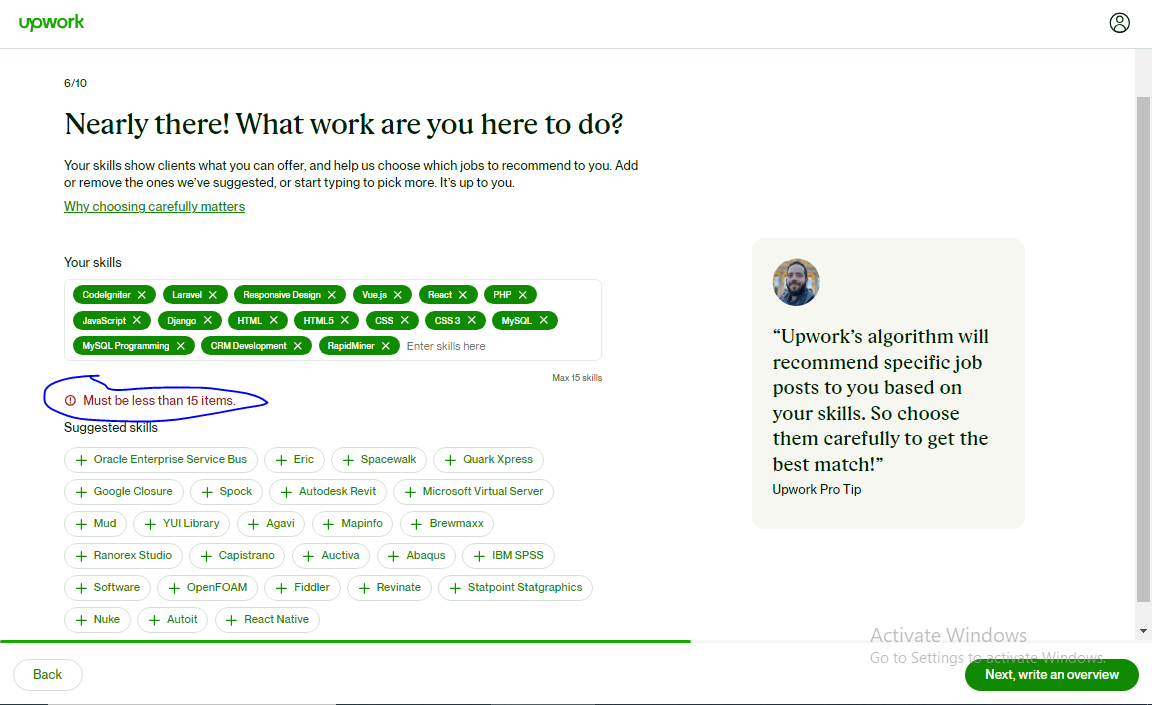 upwork
6/10
Nearly there! What work are you here to do?
Your skills show clients what you can offer, and help us choose which jobs to recommend to you. Add
or remove the ones we've suggested, or start typing to pick more. It's up to you.
Why choosing carefully matters
Your skills
CodeIgniter Laravel Responsive Design Vue.js React PHP
JavaScript Django HTML HTML5 CSS CSS 3 MySQL
MySQL Programming CRM Development RapidMiner Enter skills here
Max 15 skills
Must be less than 15 items.
Suggested skills
Oracle Enterprise Service Bus Eric Spacewalk Quark Xpress
Google Closure Spock Autodesk Revit Microsoft Virtual Server
Mud YUI Library Agavi Mapinfo Brewmaxx
Ranorex Studio Capistrano Auctiva Abaqus IBM SPSS
Software OpenFOAM Fiddler Revinate Statpoint Statgraphics
Nuke Autoit React Native
“Upwork’s algorithm will
recommend specific job
posts to you based on
your skills. So choose
them carefully to get the
best match!”
Upwork Pro Tip
Activate Windows
Go to Settings to activate Windows.
Back
Next, write an overview